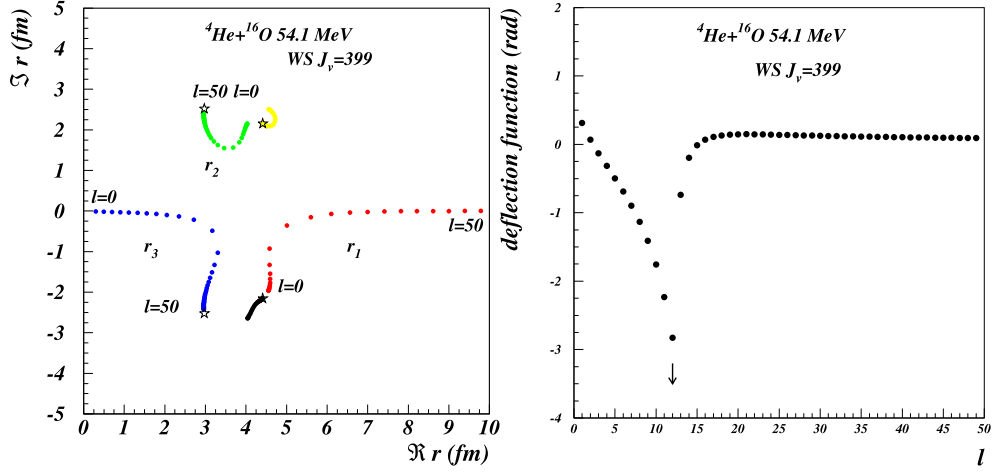 ℑ r (fm)
5
4
3
2
1
0
-1
-2
-3
-4
-5
⁴He+¹⁶O 54.1 MeV
WS Jᵥ=399
l=50 l=0
r₂
l=0
r₃
r₁
l=50
l=0
l=50
0 1 2 3 4 5 6 7 8 9 10
ℜ r (fm)
deflection function (rad)
2
1
0
-1
-2
-3
-4
⁴He+¹⁶O 54.1 MeV
WS Jᵥ=399
0 5 10 15 20 25 30 35 40 45 50
l